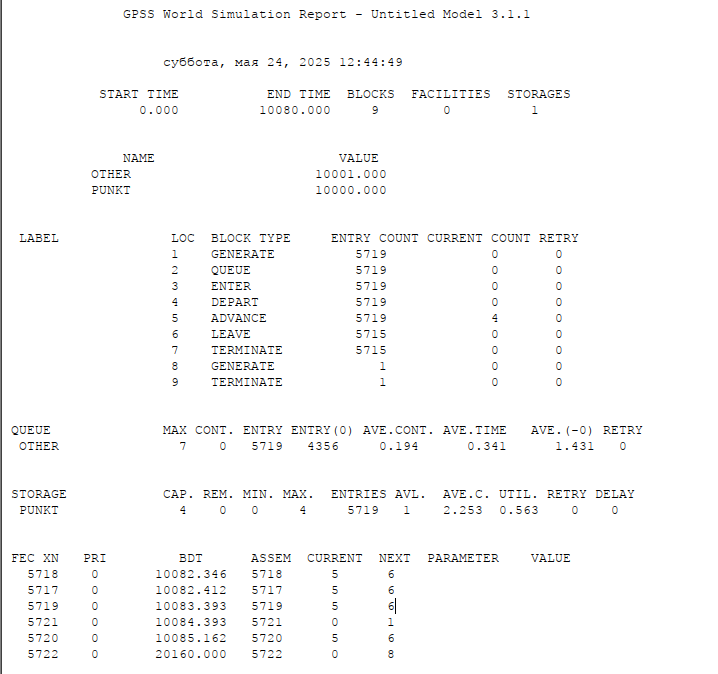 GPSS World Simulation Report - Untitled Model 3.1.1
суббота, мая 24, 2025 12:44:49
START TIME END TIME BLOCKS FACILITIES STORAGES
0.000 10080.000 9 0 1
NAME VALUE
OTHER 10001.000
PUNKT 10000.000
LABEL LOC BLOCK TYPE ENTRY COUNT CURRENT COUNT RETRY
1 GENERATE 5719 0 0
2 QUEUE 5719 0 0
3 ENTER 5719 0 0
4 DEPART 5719 0 0
5 ADVANCE 5719 4 0
6 LEAVE 5715 0 0
7 TERMINATE 5715 0 0
8 GENERATE 1 0 0
9 TERMINATE 1 0 0
QUEUE MAX CONT. ENTRY ENTRY(0) AVE.CONT. AVE.TIME AVE.(-0) RETRY
OTHER 7 0 5719 4356 0.194 0.341 1.431 0
STORAGE CAP. REM. MIN. MAX. ENTRIES AVL. AVE.C. UTIL. RETRY DELAY
PUNKT 4 0 0 4 5719 1 2.253 0.563 0 0
FEC XN PRI BDT ASSEM CURRENT NEXT PARAMETER VALUE
5718 0 10082.346 5718 5 6
5717 0 10082.412 5717 5 6
5719 0 10083.393 5719 5 6
5721 0 10084.393 5721 0 1
5720 0 10085.162 5720 5 6
5722 0 20160.000 5722 0 8